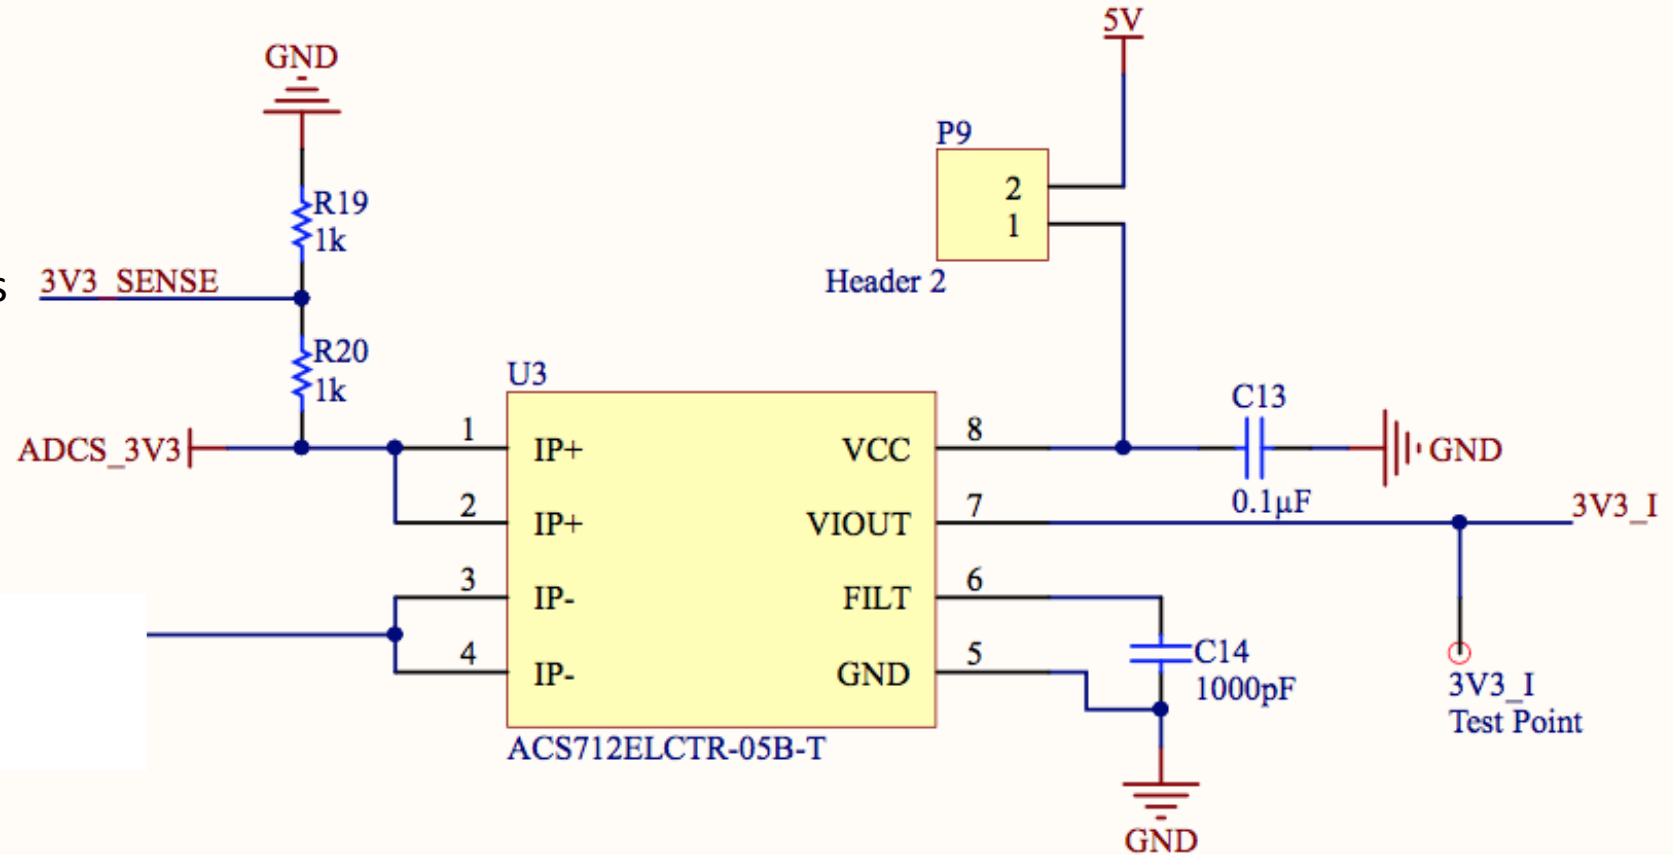 5V
GND
P9
2
1
Header 2
R19
1k
3V3_SENSE
s
R20
1k
U3
C13
ADCS_3V3
1 IP+ VCC 8
GND
0.1µF
2 IP+ VIOUT 7
3V3_I
3 IP- FILT 6
4 IP- GND 5
C14
1000pF
3V3_I
Test Point
ACS712ELCTR-05B-T
GND